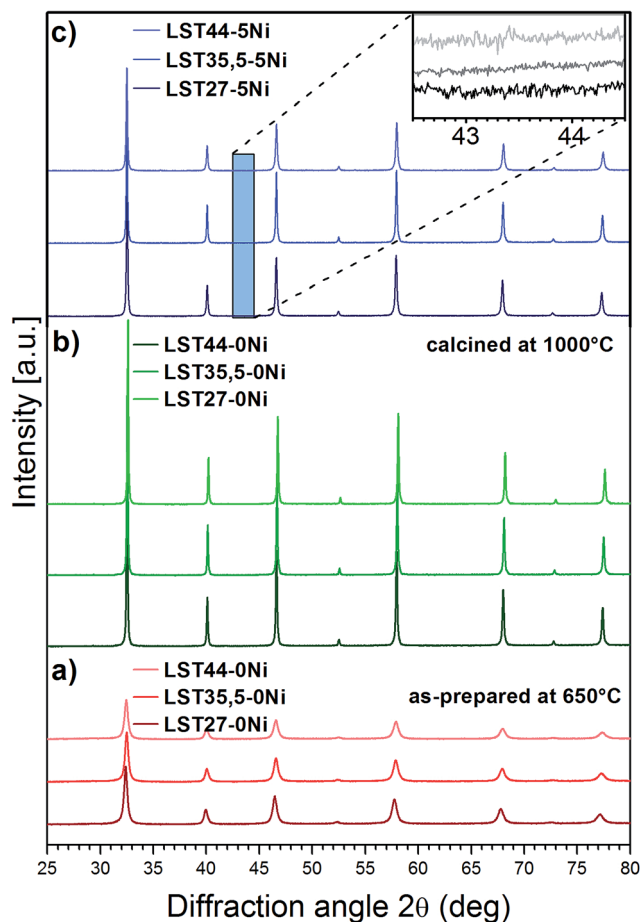 c)
LST44-5Ni
LST35,5-5Ni
LST27-5Ni
43 44
b)
LST44-0Ni
LST35,5-0Ni
LST27-0Ni
calcined at 1000°C
a)
LST44-0Ni
LST35,5-0Ni
LST27-0Ni
as-prepared at 650°C
Intensity [a.u.]
25 30 35 40 45 50 55 60 65 70 75 80
Diffraction angle 2θ (deg)